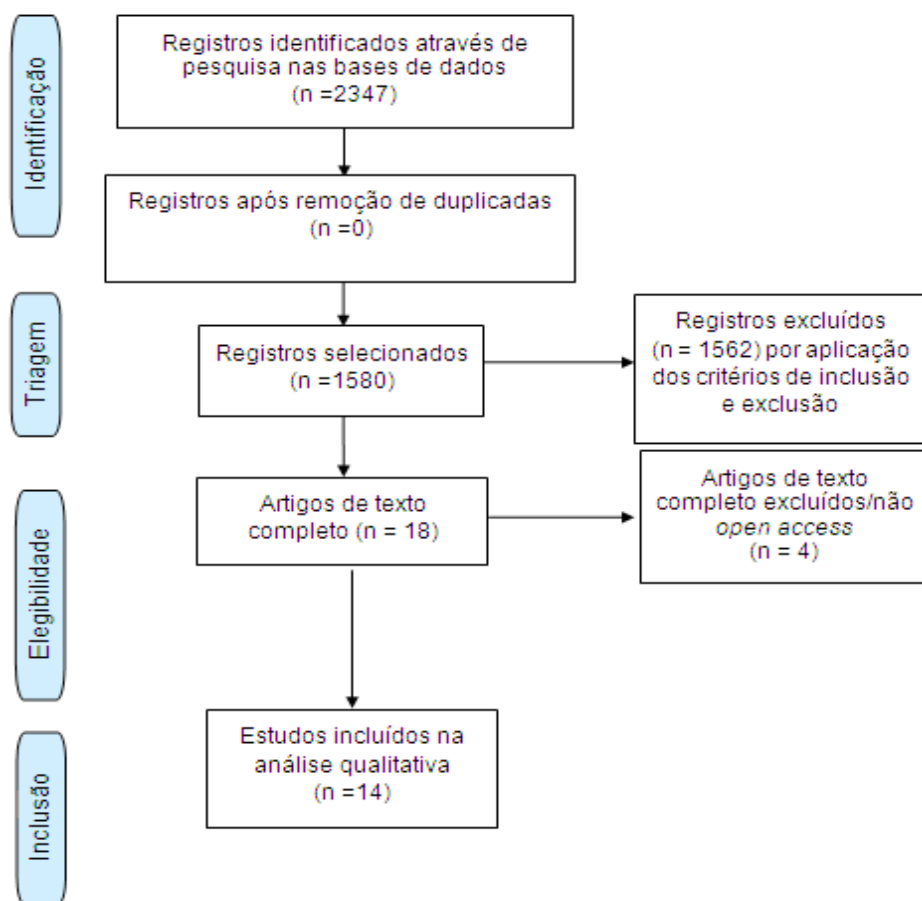 Identificação
Registros identificados através de
pesquisa nas bases de dados
(n =2347)
Registros após remoção de duplicadas
(n =0)
Triagem
Registros selecionados
(n =1580)
Registros excluídos
(n = 1562) por aplicação
dos critérios de inclusão
e exclusão
Elegibilidade
Artigos de texto
completo (n = 18)
Artigos de texto
completo excluídos/não
open access
(n = 4)
Inclusão
Estudos incluídos na
análise qualitativa
(n =14)